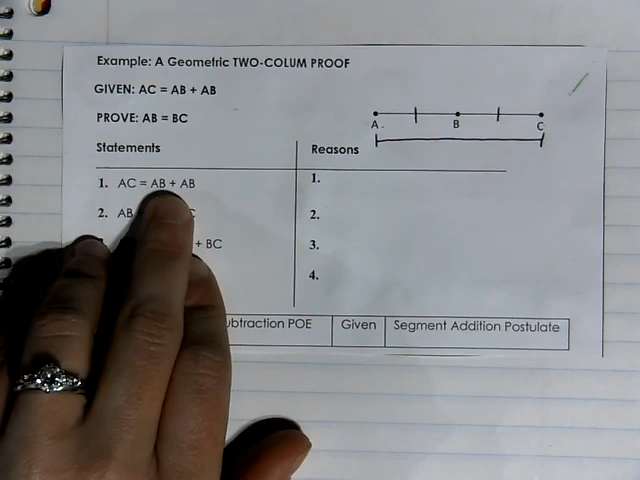 Example: A Geometric TWO-COLUM PROOF
GIVEN: AC = AB + AB
PROVE: AB = BC
A. B C
Statements Reasons
1. AC = AB + AB 1.
2. AB 2.
+ BC 3.
4.
ubtraction POE Given Segment Addition Postulate